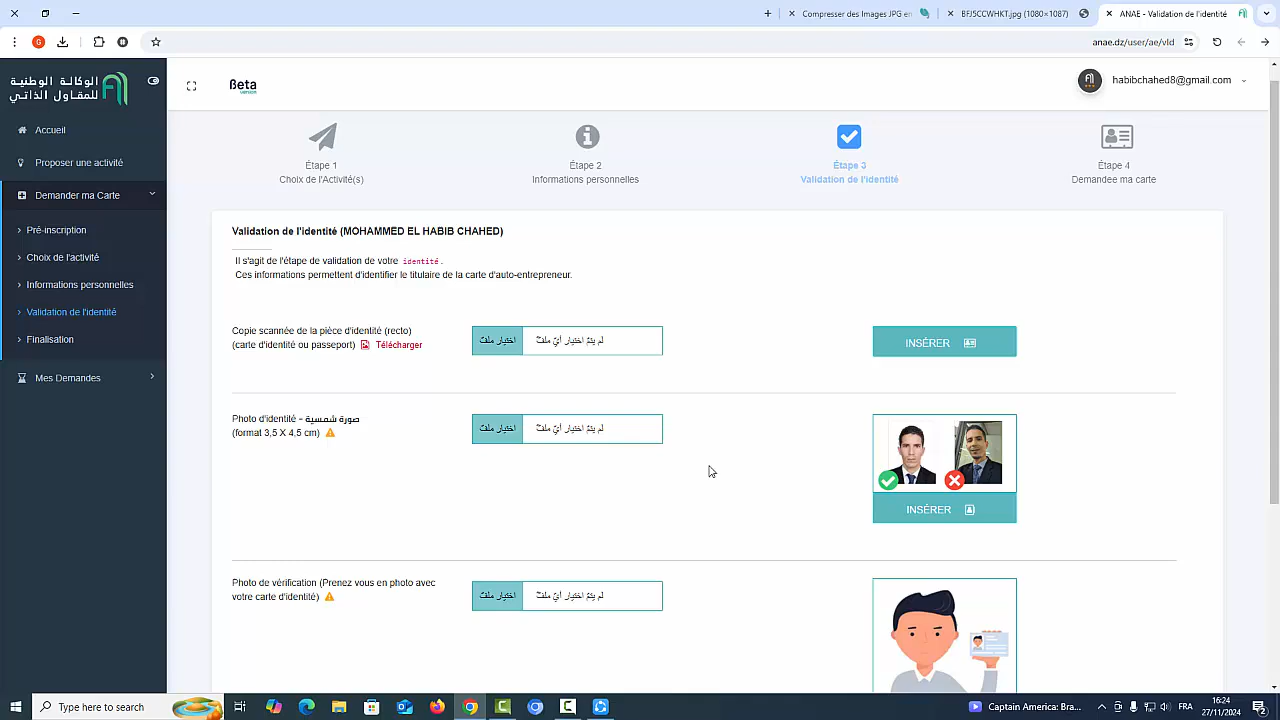 Compresser des Images JPG en
BFJ5CCWHKT.jpg (1080×1087)
ANAE - Validation de l'identité
G
anae.dz/user/ae/vld
الوكالة الوطنية
للمقاول الذاتي
Beta
version
habibchahed8@gmail.com
Accueil
Proposer une activité
Demander ma Carte
Pré-inscription
Choix de l'activité
Informations personnelles
Validation de l'identité
Finalisation
Mes Demandes
Étape 1
Choix de l'Activité(s)
Étape 2
Informations personnelles
Étape 3
Validation de l'identité
Étape 4
Demandee ma carte
Validation de l'identité (MOHAMMED EL HABIB CHAHED)
Il s'agit de l'étape de validation de votre identité.
Ces informations permettent d'identifier le titulaire de la carte d'auto-entrepreneur.
Copie scannée de la pièce d'identité (recto)
(carte d'identité ou passeport) Télécharger
اختيار ملفّ لم يتمّ اختيار أيّ ملفّ
INSÉRER
Photo d'identité - صورة شمسية
(format 3,5 X 4,5 cm)
اختيار ملفّ لم يتمّ اختيار أيّ ملفّ
INSÉRER
Photo de vérification (Prenez vous en photo avec
votre carte d'identité)
اختيار ملفّ لم يتمّ اختيار أيّ ملفّ
Type here to search
Captain America: Bra...
FRA
16:24
27/11/2024
2